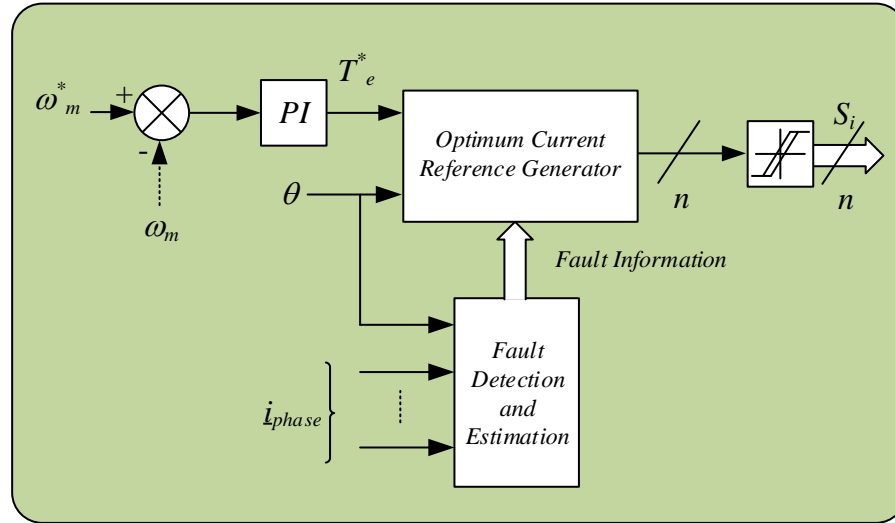 ω*m
+
-
ωm
PI
T*e
θ
Optimum Current
Reference Generator
n
Si
n
Fault Information
Fault
Detection
and
Estimation
iphase